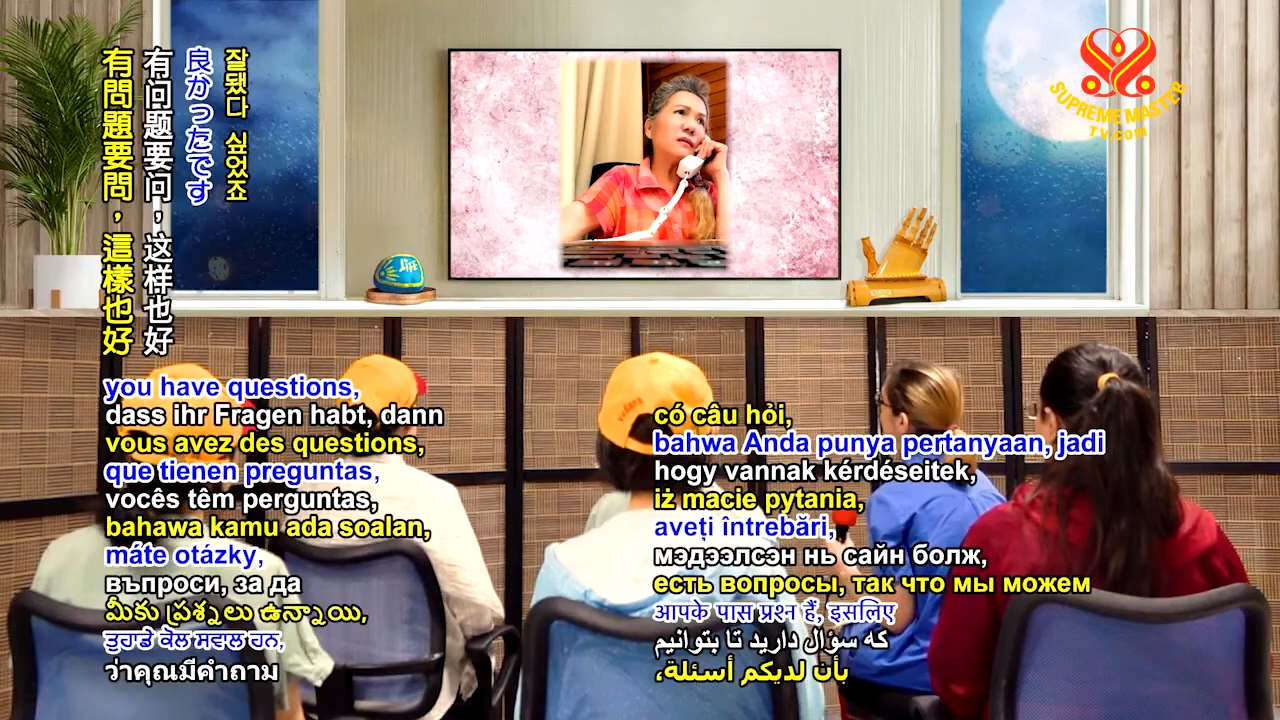 잘됐다 싶었죠
良かったです
有问题要问，这样也好
有問題要問，這樣也好
SUPREME MASTER
TV.com
LIFE
you have questions,
dass ihr Fragen habt, dann
vous avez des questions,
que tienen preguntas,
vocês têm perguntas,
bahawa kamu ada soalan,
máte otázky,
въпроси, за да
మీకు ప్రశ్నలు ఉన్నాయి,
ਤੁਹਾਡੇ ਕੋਲ ਸਵਾਲ ਹਨ,
ว่าคุณมีคำถาม
có câu hỏi,
bahwa Anda punya pertanyaan, jadi
hogy vannak kérdéseitek,
iż macie pytania,
aveți întrebări,
мэдээлсэн нь сайн болж,
есть вопросы, так что мы можем
आपके पास प्रश्न हैं, इसलिए
که سؤال دارید تا بتوانیم
بأن لديكم أسئلة،